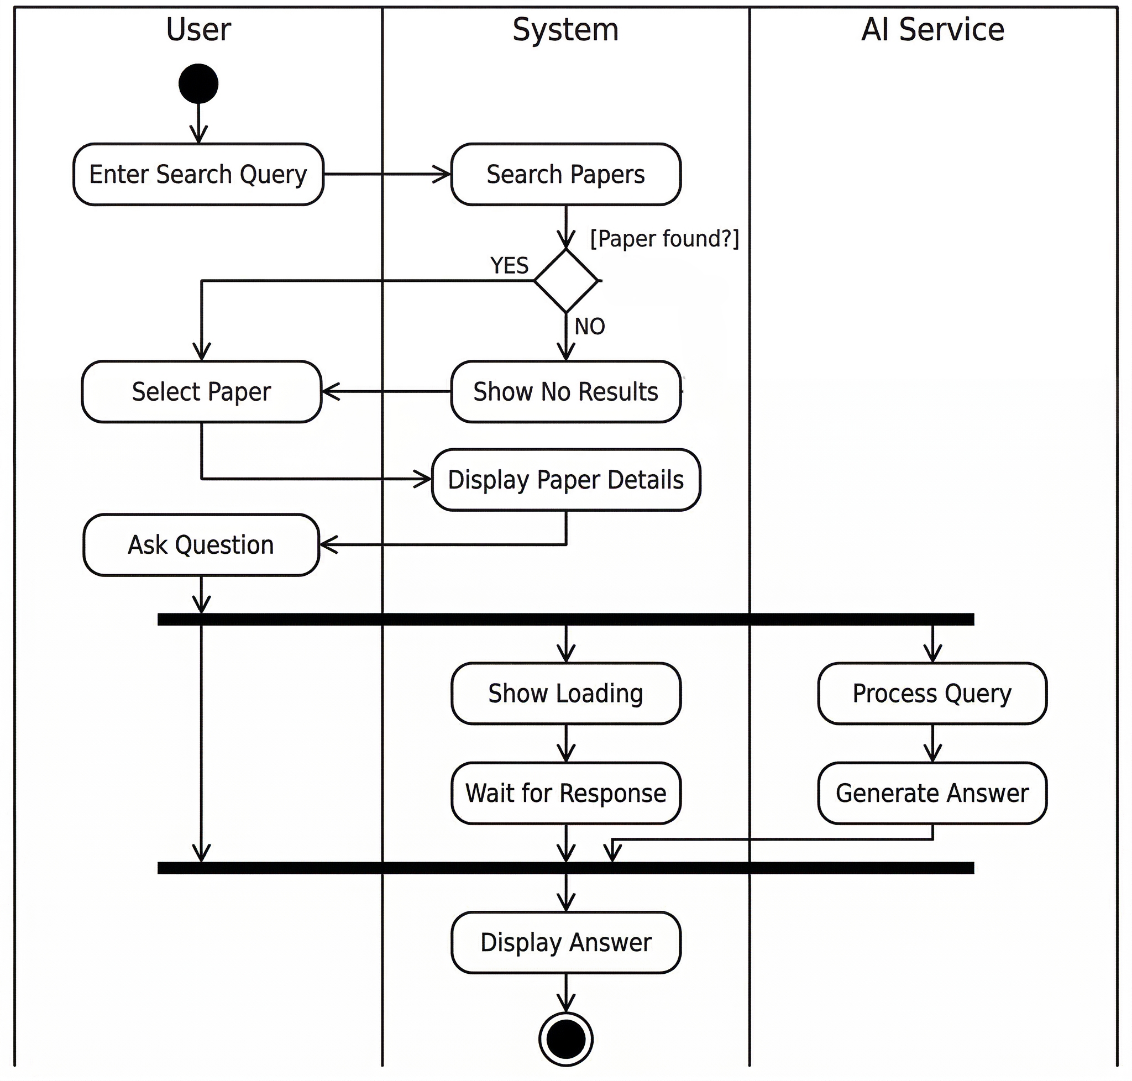 User
System
AI Service
Enter Search Query
Search Papers
[Paper found?]
YES
NO
Select Paper
Show No Results
Display Paper Details
Ask Question
Show Loading
Process Query
Wait for Response
Generate Answer
Display Answer